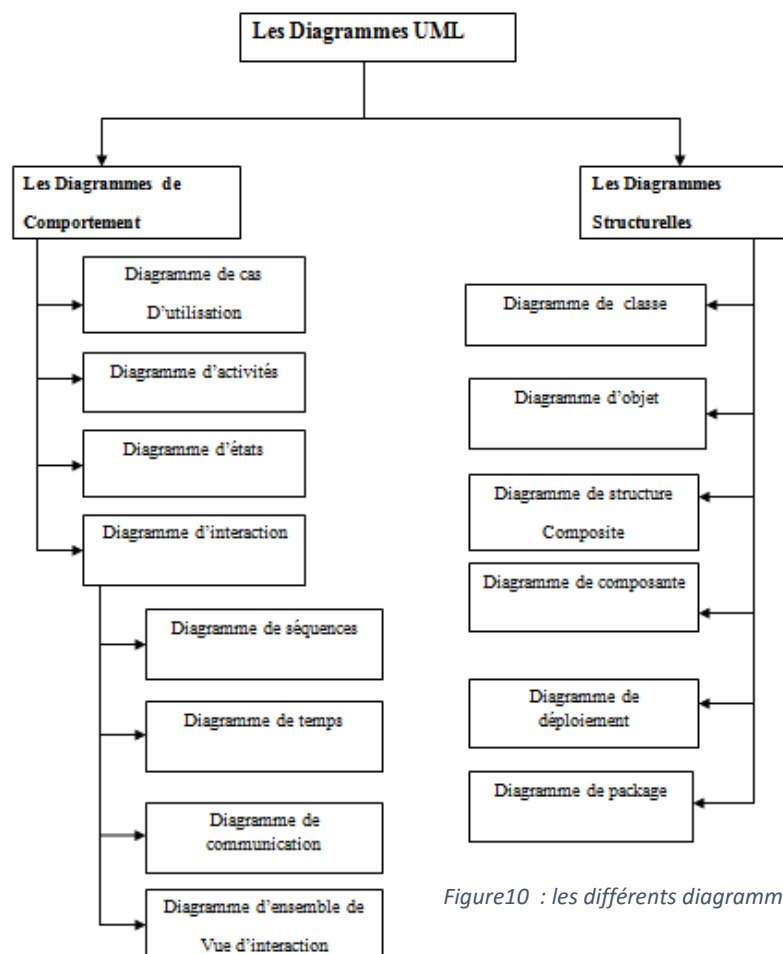 Les Diagrammes UML
Les Diagrammes de
Comportement
Diagramme de cas
D'utilisation
Diagramme d'activités
Diagramme d'états
Diagramme d'interaction
Diagramme de séquences
Diagramme de temps
Diagramme de
communication
Diagramme d'ensemble de
Vue d'interaction
Les Diagrammes
Structurelles
Diagramme de classe
Diagramme d'objet
Diagramme de structure
Composite
Diagramme de composante
Diagramme de
déploiement
Diagramme de package
Figure10 : les différents diagramm